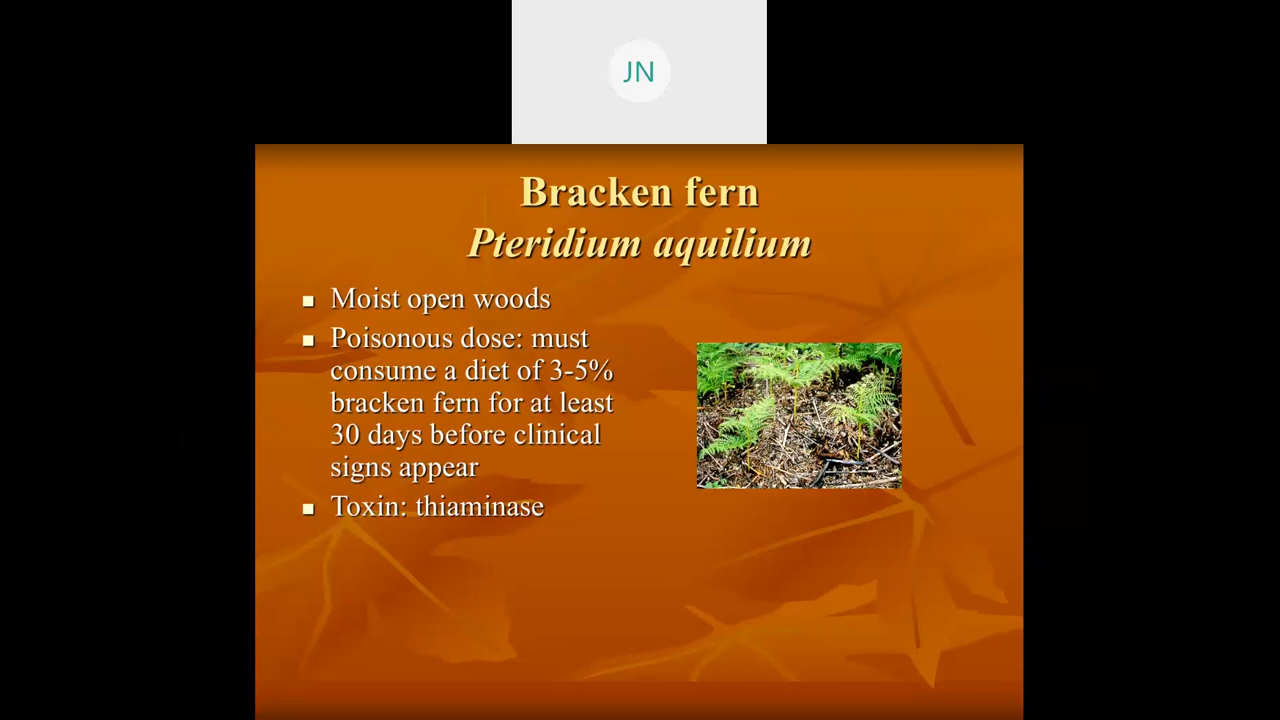 JN
Bracken fern
Pteridium aquilium
Moist open woods
Poisonous dose: must
consume a diet of 3-5%
bracken fern for at least
30 days before clinical
signs appear
Toxin: thiaminase